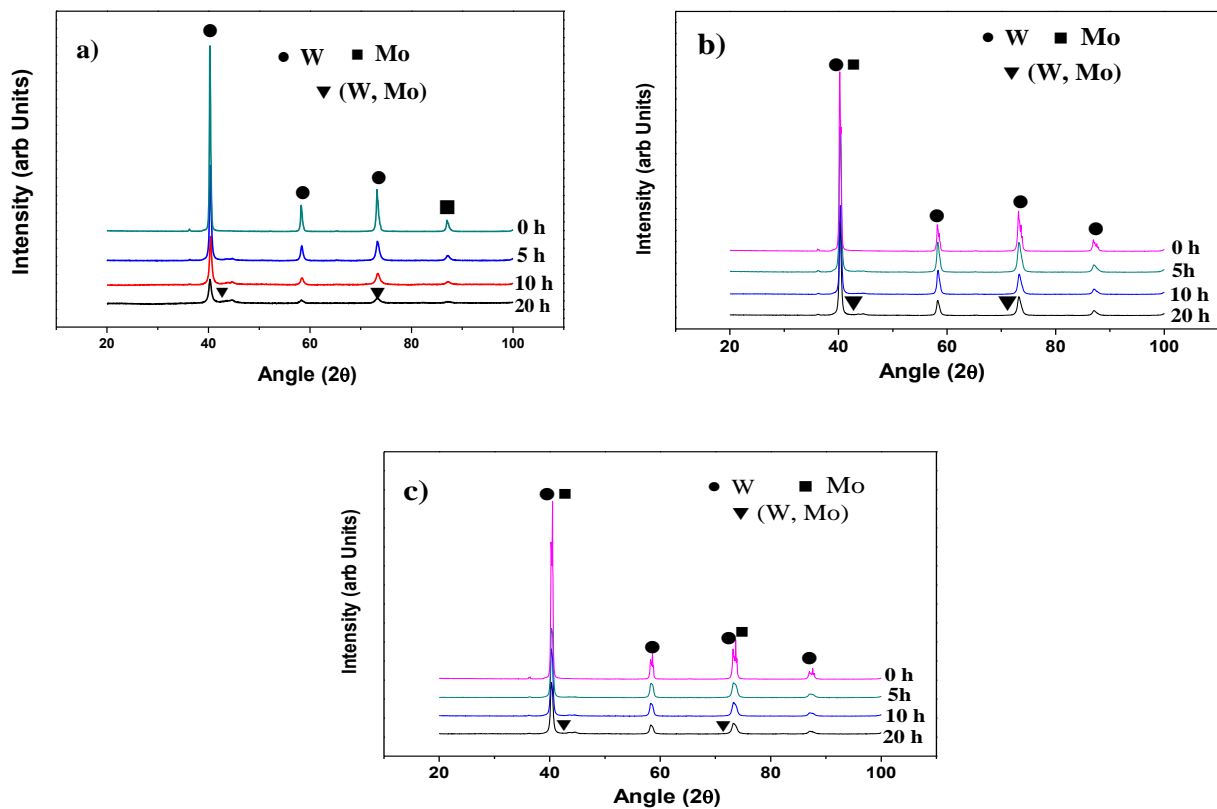 a)
● W ■ Mo
▼ (W, Mo)
Intensity (arb Units)
0 h
5 h
10 h
20 h
20 40 60 80 100
Angle (2θ)
b)
● W ■ Mo
▼ (W, Mo)
Intensity (arb Units)
0 h
5h
10 h
20 h
20 40 60 80 100
Angle (2θ)
c)
● W ■ Mo
▼ (W, Mo)
Intensity (arb Units)
0 h
5h
10 h
20 h
20 40 60 80 100
Angle (2θ)